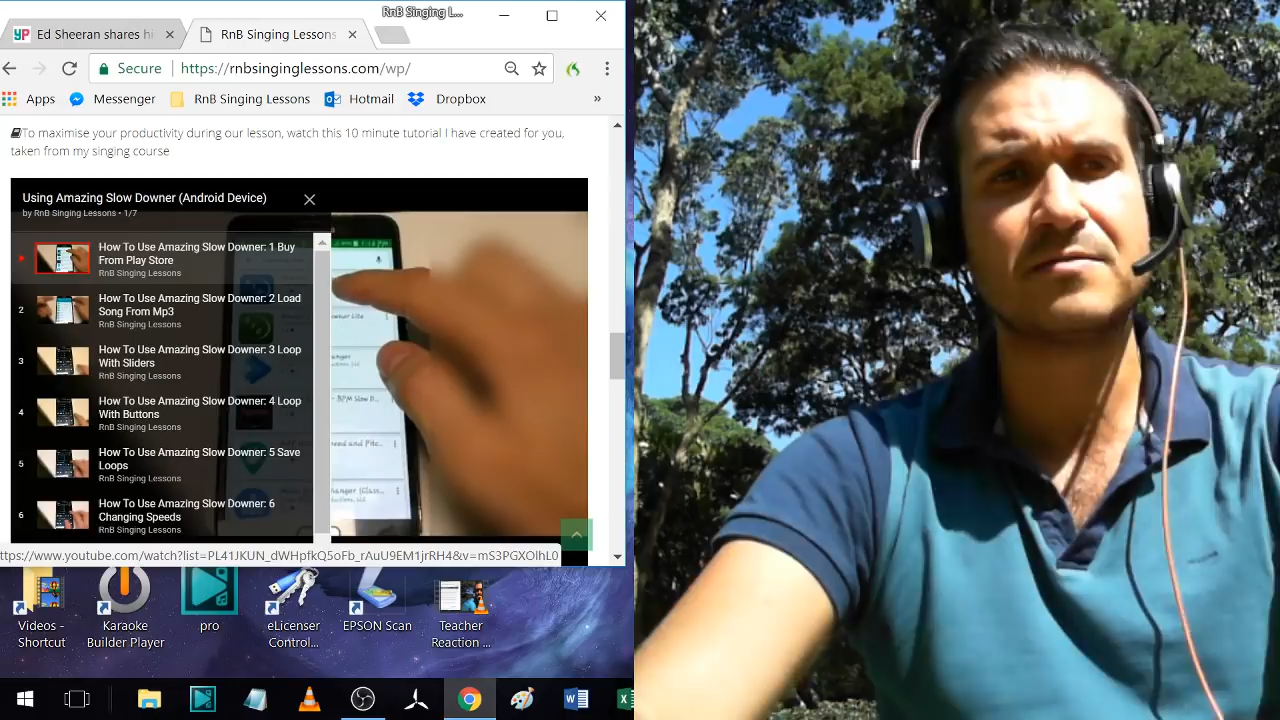 RnB Singing L...
Ed Sheeran shares hi
RnB Singing Lessons
Secure
https://rnbsinginglessons.com/wp/
Apps
Messenger
RnB Singing Lessons
Hotmail
Dropbox
»
To maximise your productivity during our lesson, watch this 10 minute tutorial I have created for you,
taken from my singing course
Using Amazing Slow Downer (Android Device)
by RnB Singing Lessons • 1/7
How To Use Amazing Slow Downer: 1 Buy
From Play Store
RnB Singing Lessons
2
How To Use Amazing Slow Downer: 2 Load
Song From Mp3
RnB Singing Lessons
3
How To Use Amazing Slow Downer: 3 Loop
With Sliders
RnB Singing Lessons
4
How To Use Amazing Slow Downer: 4 Loop
With Buttons
RnB Singing Lessons
5
How To Use Amazing Slow Downer: 5 Save
Loops
RnB Singing Lessons
6
How To Use Amazing Slow Downer: 6
Changing Speeds
RnB Singing Lessons
ttps://www.youtube.com/watch?list=PL41JKUN_dWHpfkQ5oFb_rAuU9EM1jrRH4&v=mS3PGXOlhL0
Videos -
Shortcut
Karaoke
Builder Player
pro
eLicenser
Control...
EPSON Scan
Teacher
Reaction ...